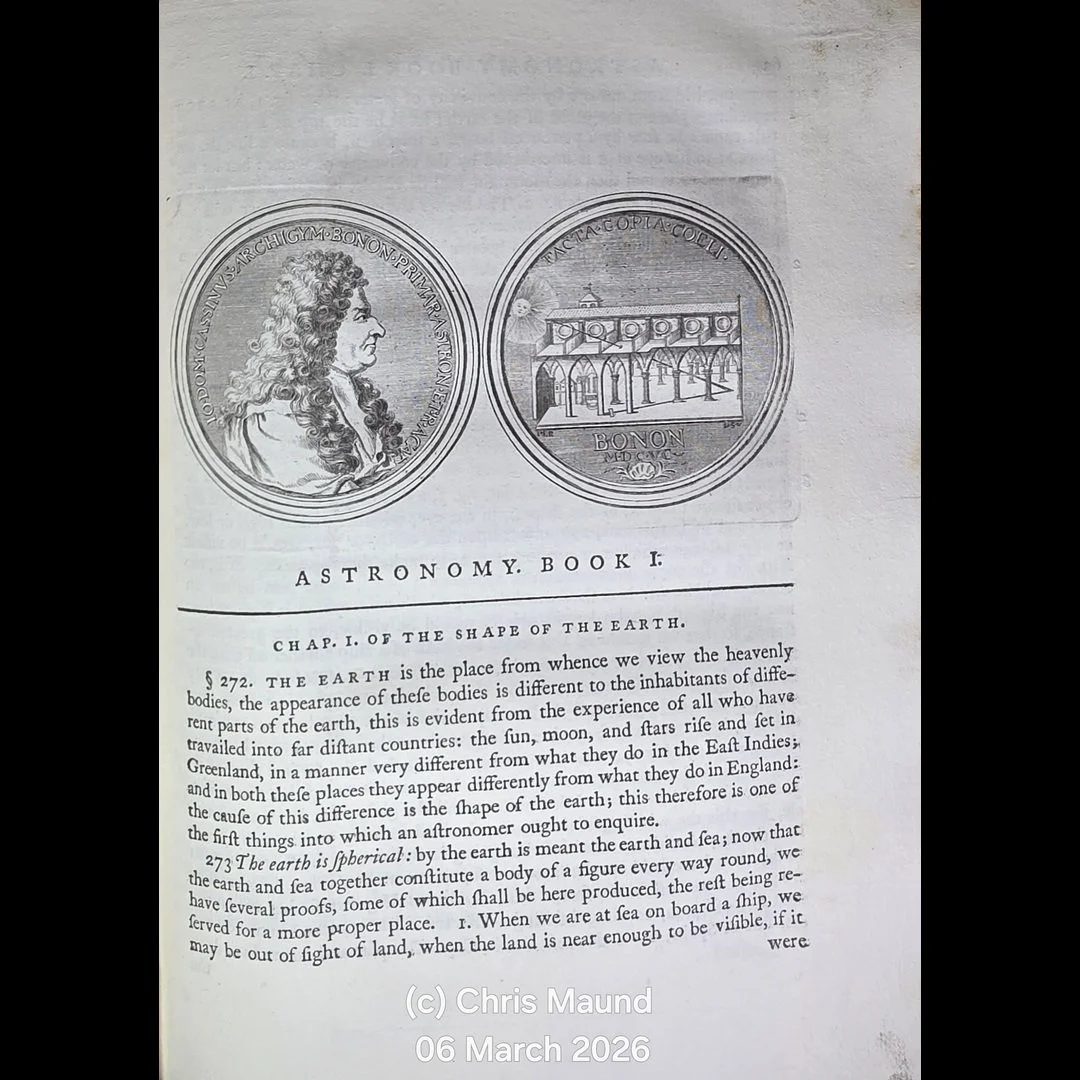 IO·DOM·CASSINVS·ARCHIGYM·BONON·PRIMAR·ASTRON·ET·R·ACAD
TACTA·COPIA·COELI·
BONON
M·D·C·V·C·
ASTRONOMY. BOOK I.
CHAP. I. OF THE SHAPE OF THE EARTH.
§ 272. THE EARTH is the place from whence we view the heavenly
bodies, the appearance of theſe bodies is different to the inhabitants of diffe-
rent parts of the earth, this is evident from the experience of all who have
travailed into far diſtant countries: the ſun, moon, and ſtars riſe and ſet in
Greenland, in a manner very different from what they do in the Eaſt Indies;
and in both theſe places they appear differently from what they do in England:
the cauſe of this difference is the ſhape of the earth; this therefore is one of
the firſt things into which an aſtronomer ought to enquire.
273 The earth is ſpherical: by the earth is meant the earth and ſea; now that
the earth and ſea together conſtitute a body of a figure every way round, we
have ſeveral proofs, ſome of which ſhall be here produced, the reſt being re-
ſerved for a more proper place. 1. When we are at ſea on board a ſhip, we
may be out of ſight of land, when the land is near enough to be viſible, if it
were
(c) Chris Maund
06 March 2026